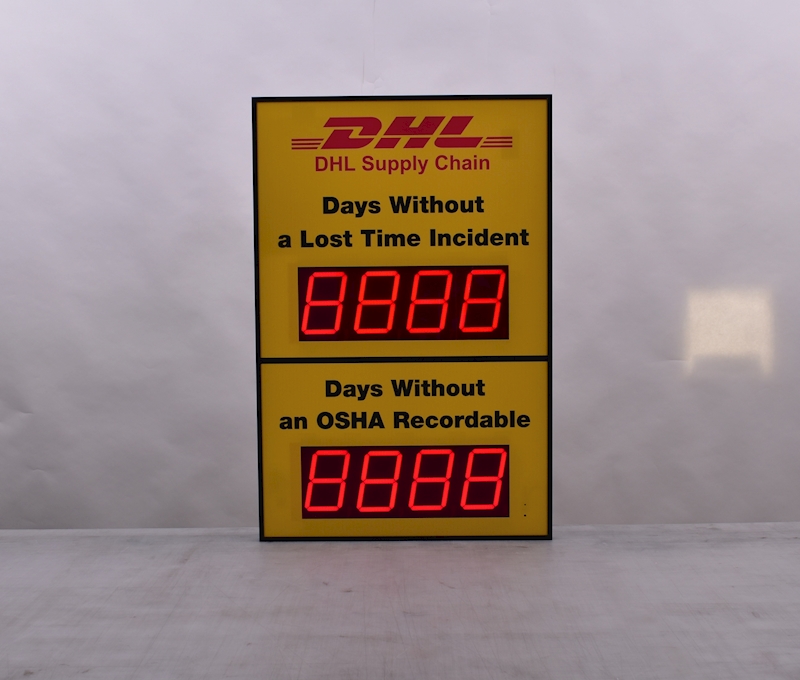 DHL
DHL Supply Chain
Days Without
a Lost Time Incident
8888
Days Without
an OSHA Recordable
8888